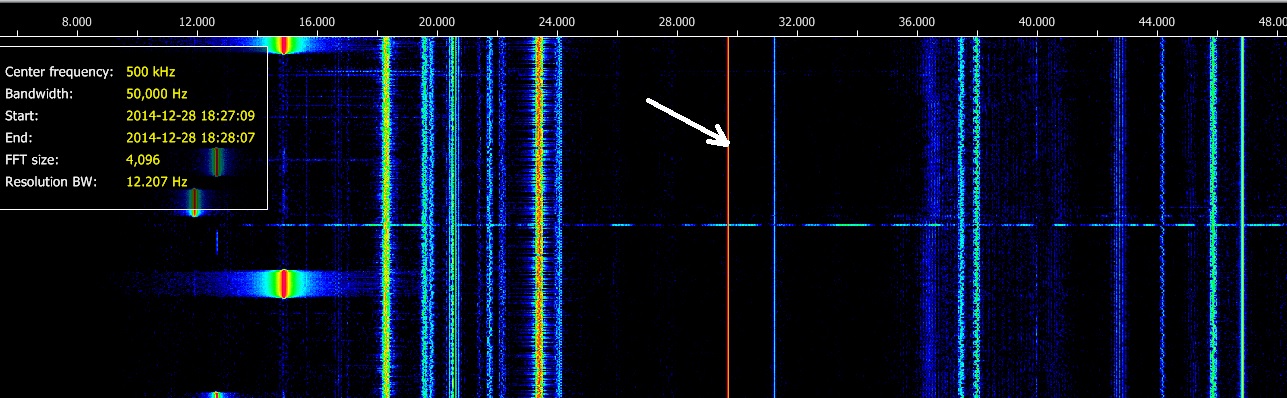 8.000 12.000 16.000 20.000 24.000 28.000 32.000 36.000 40.000 44.000 48.00
Center frequency: 500 kHz
Bandwidth: 50,000 Hz
Start: 2014-12-28 18:27:09
End: 2014-12-28 18:28:07
FFT size: 4,096
Resolution BW: 12.207 Hz